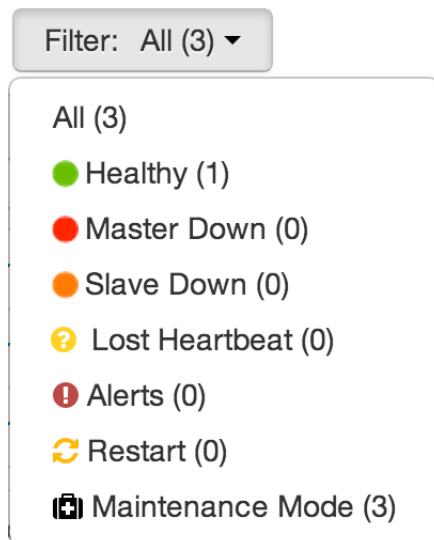 Filter: All (3)
All (3)
Healthy (1)
Master Down (0)
Slave Down (0)
Lost Heartbeat (0)
Alerts (0)
Restart (0)
Maintenance Mode (3)